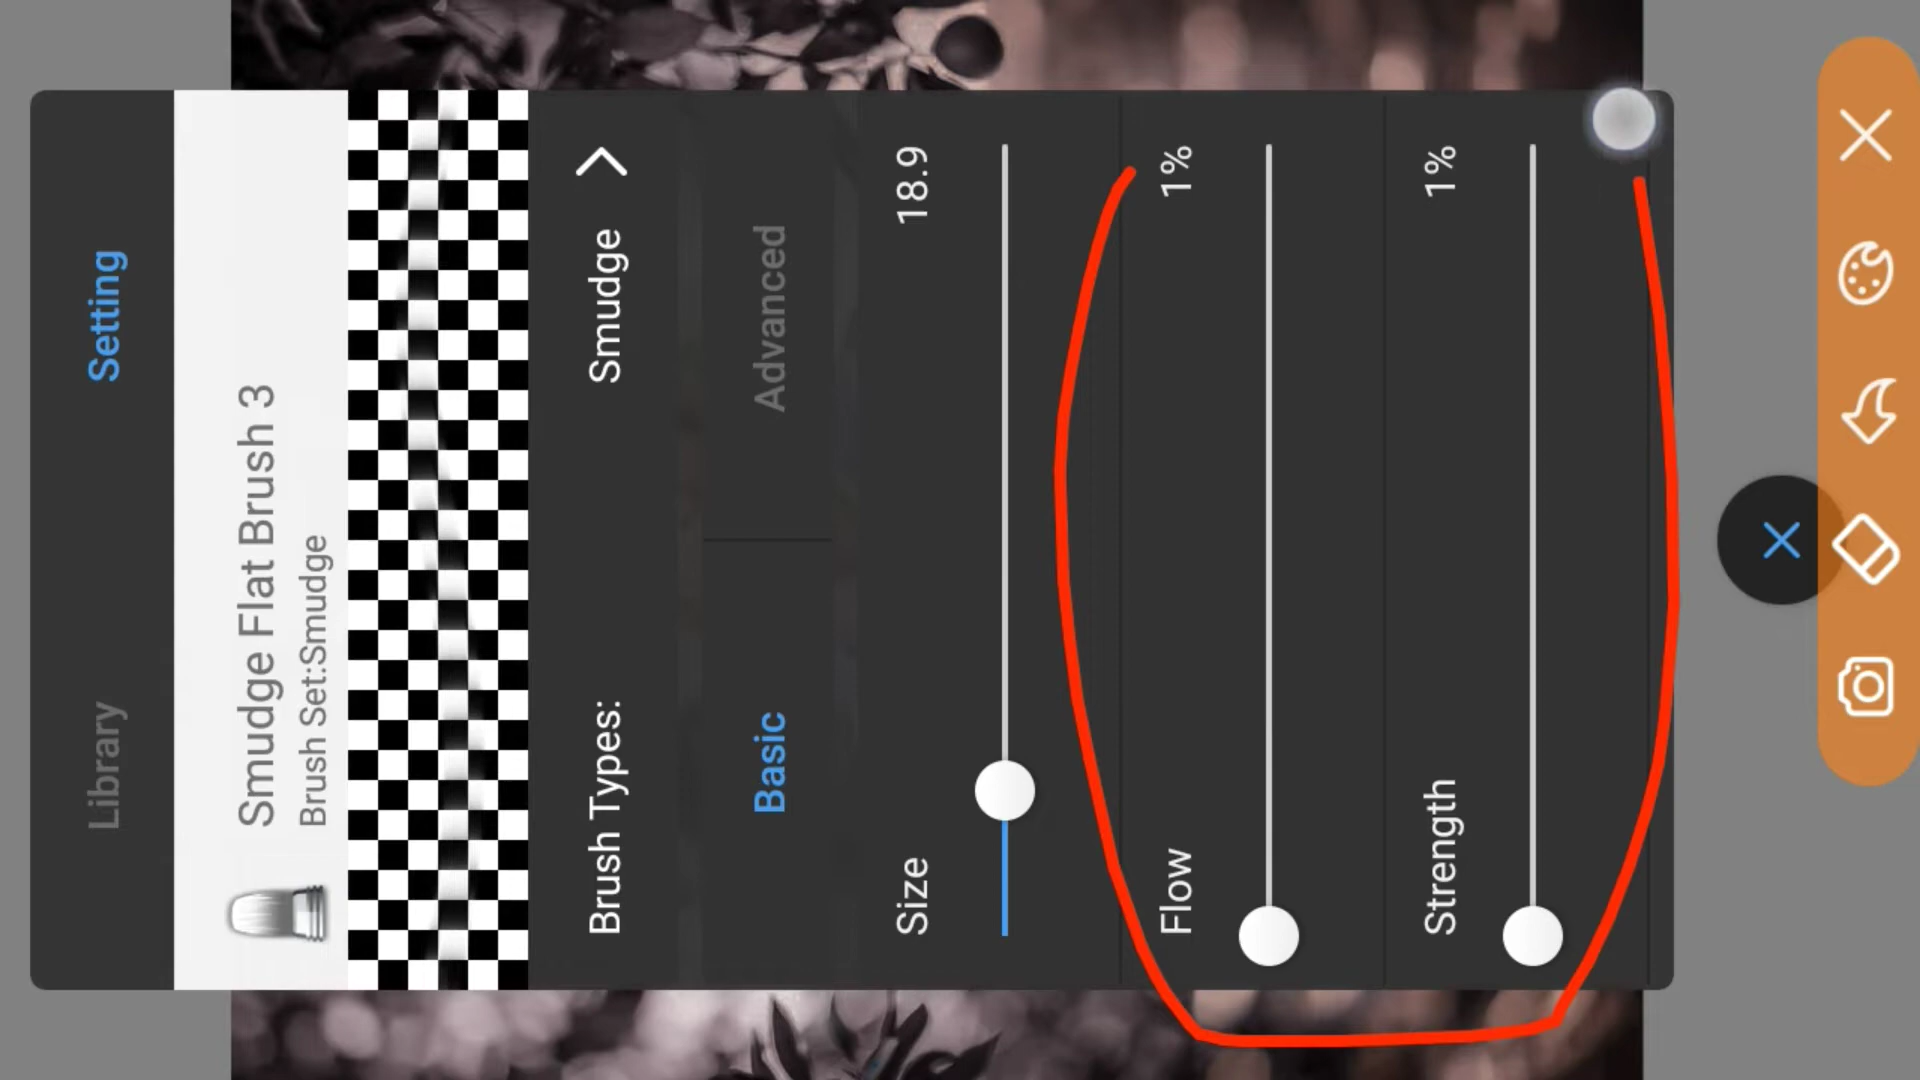 Library Setting
Smudge Flat Brush 3
Brush Set:Smudge
Brush Types: Smudge
Basic Advanced
Size 18.9
Flow 1%
Strength 1%